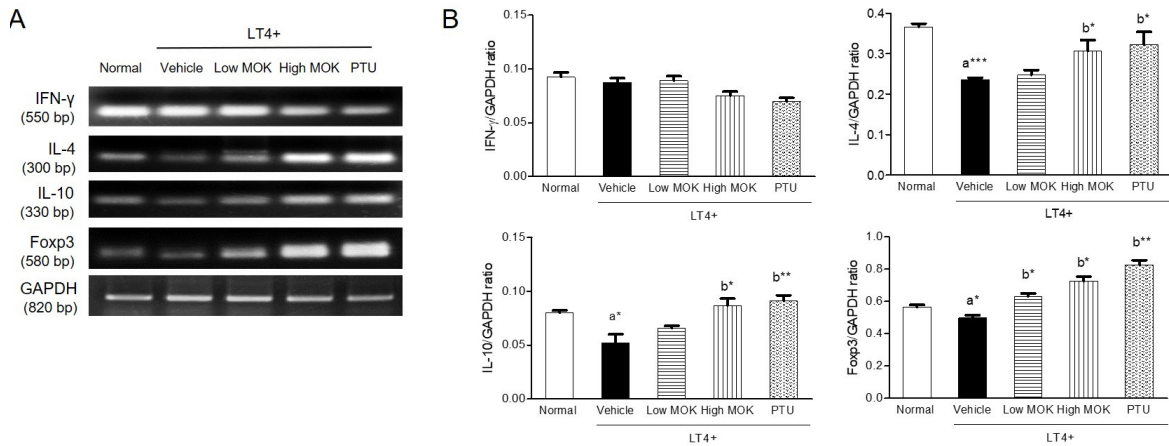 A
LT4+
Normal Vehicle Low MOK High MOK PTU
IFN-γ
(550 bp)
IL-4
(300 bp)
IL-10
(330 bp)
Foxp3
(580 bp)
GAPDH
(820 bp)
B
IFN-γ/GAPDH ratio
0.15
0.10
0.05
0.00
Normal Vehicle Low MOK High MOK PTU
LT4+
IL-4/GAPDH ratio
0.4
0.3
0.2
0.1
0.0
a***
b*
b*
Normal Vehicle Low MOK High MOK PTU
LT4+
IL-10/GAPDH ratio
0.15
0.10
0.05
0.00
a*
b*
b**
Normal Vehicle Low MOK High MOK PTU
LT4+
Foxp3/GAPDH ratio
1.0
0.8
0.6
0.4
0.2
0.0
a*
b*
b*
b**
Normal Vehicle Low MOK High MOK PTU
LT4+